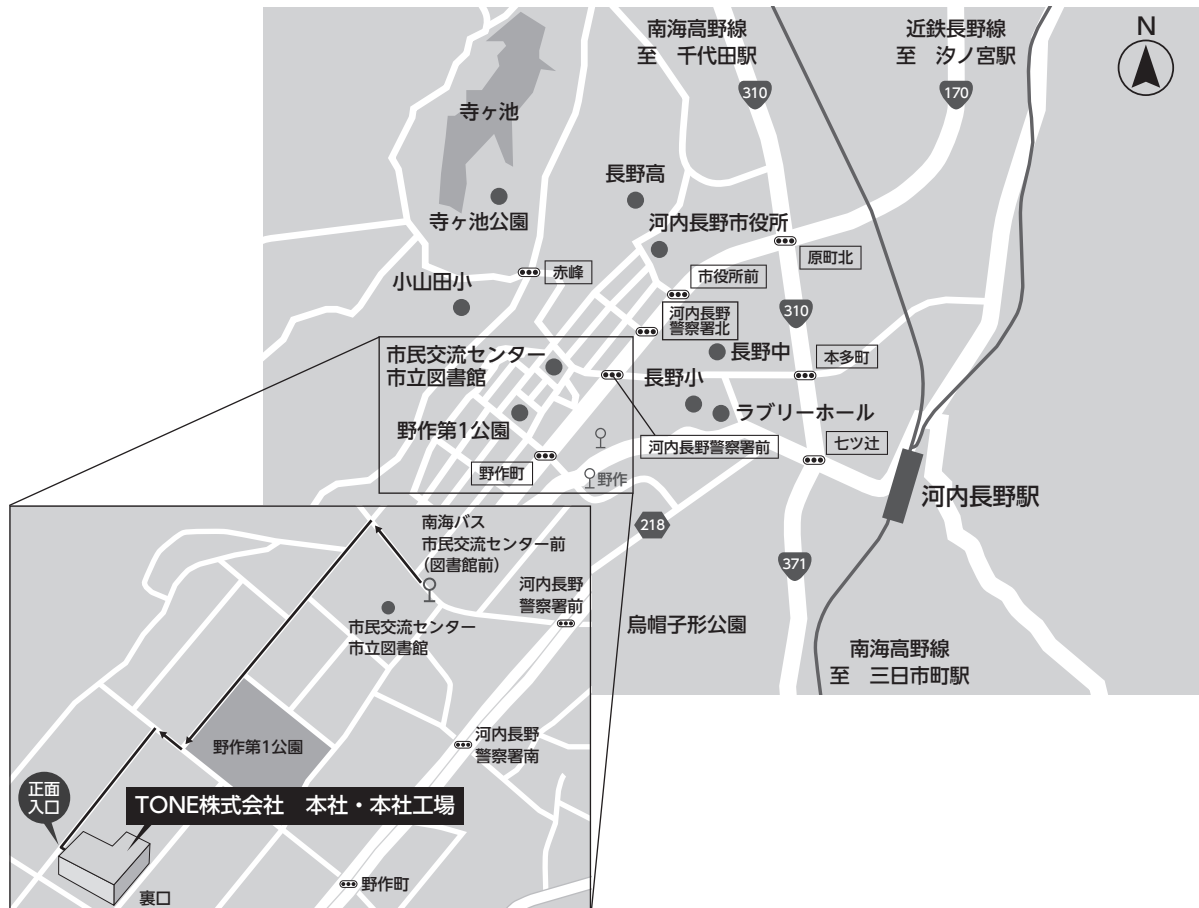 南海高野線
至　千代田駅
近鉄長野線
至　汐ノ宮駅
N
310
170
寺ヶ池
長野高
寺ヶ池公園
河内長野市役所
原町北
赤峰
市役所前
小山田小
310
河内長野
警察署北
市民交流センター
市立図書館
長野中
本多町
長野小
ラブリーホール
野作第1公園
河内長野警察署前
七ツ辻
野作町
野作
河内長野駅
218
371
烏帽子形公園
南海高野線
至　三日市町駅
南海バス
市民交流センター前
（図書館前）
河内長野
警察署前
市民交流センター
市立図書館
野作第1公園
河内長野
警察署南
正面
入口
TONE株式会社　本社・本社工場
裏口
野作町